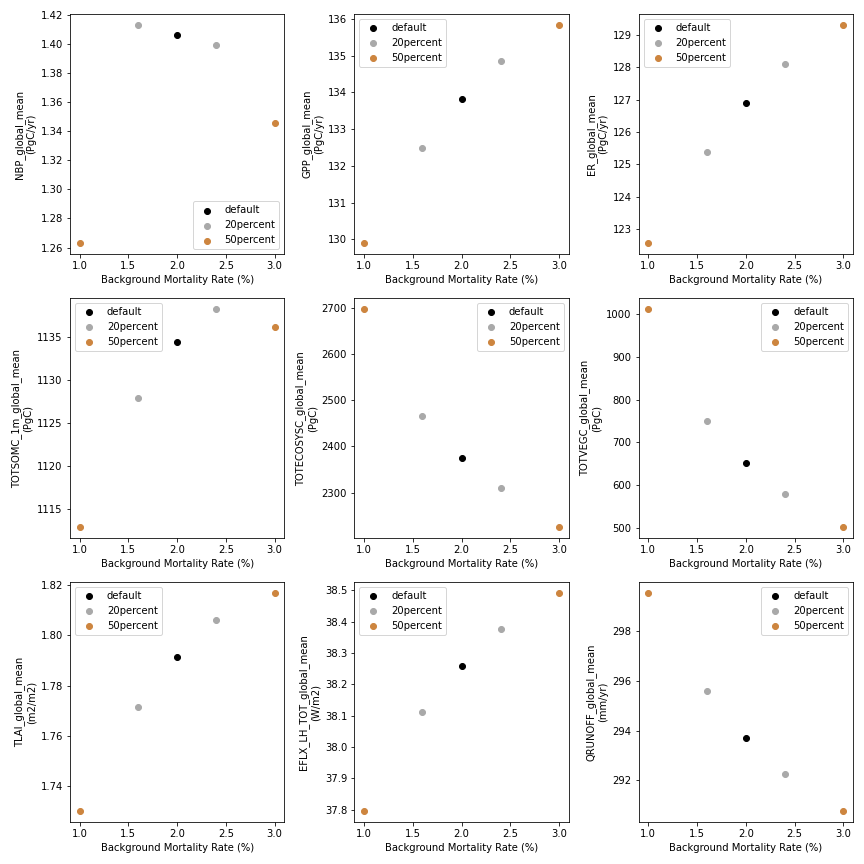 1.42
1.40
1.38
1.36
1.34
1.32
1.30
1.28
1.26
NBP_global_mean
(PgC/yr)
default
20percent
50percent
1.0 1.5 2.0 2.5 3.0
Background Mortality Rate (%)
136
135
134
133
132
131
130
GPP_global_mean
(PgC/yr)
default
20percent
50percent
1.0 1.5 2.0 2.5 3.0
Background Mortality Rate (%)
129
128
127
126
125
124
123
ER_global_mean
(PgC/yr)
default
20percent
50percent
1.0 1.5 2.0 2.5 3.0
Background Mortality Rate (%)
1135
1130
1125
1120
1115
TOTSOMC_1m_global_mean
(PgC)
default
20percent
50percent
1.0 1.5 2.0 2.5 3.0
Background Mortality Rate (%)
2700
2600
2500
2400
2300
TOTECOSYSC_global_mean
(PgC)
default
20percent
50percent
1.0 1.5 2.0 2.5 3.0
Background Mortality Rate (%)
1000
900
800
700
600
500
TOTVEGC_global_mean
(PgC)
default
20percent
50percent
1.0 1.5 2.0 2.5 3.0
Background Mortality Rate (%)
1.82
1.80
1.78
1.76
1.74
TLAI_global_mean
(m2/m2)
default
20percent
50percent
1.0 1.5 2.0 2.5 3.0
Background Mortality Rate (%)
38.5
38.4
38.3
38.2
38.1
38.0
37.9
37.8
EFLX_LH_TOT_global_mean
(W/m2)
default
20percent
50percent
1.0 1.5 2.0 2.5 3.0
Background Mortality Rate (%)
298
296
294
292
QRUNOFF_global_mean
(mm/yr)
default
20percent
50percent
1.0 1.5 2.0 2.5 3.0
Background Mortality Rate (%)